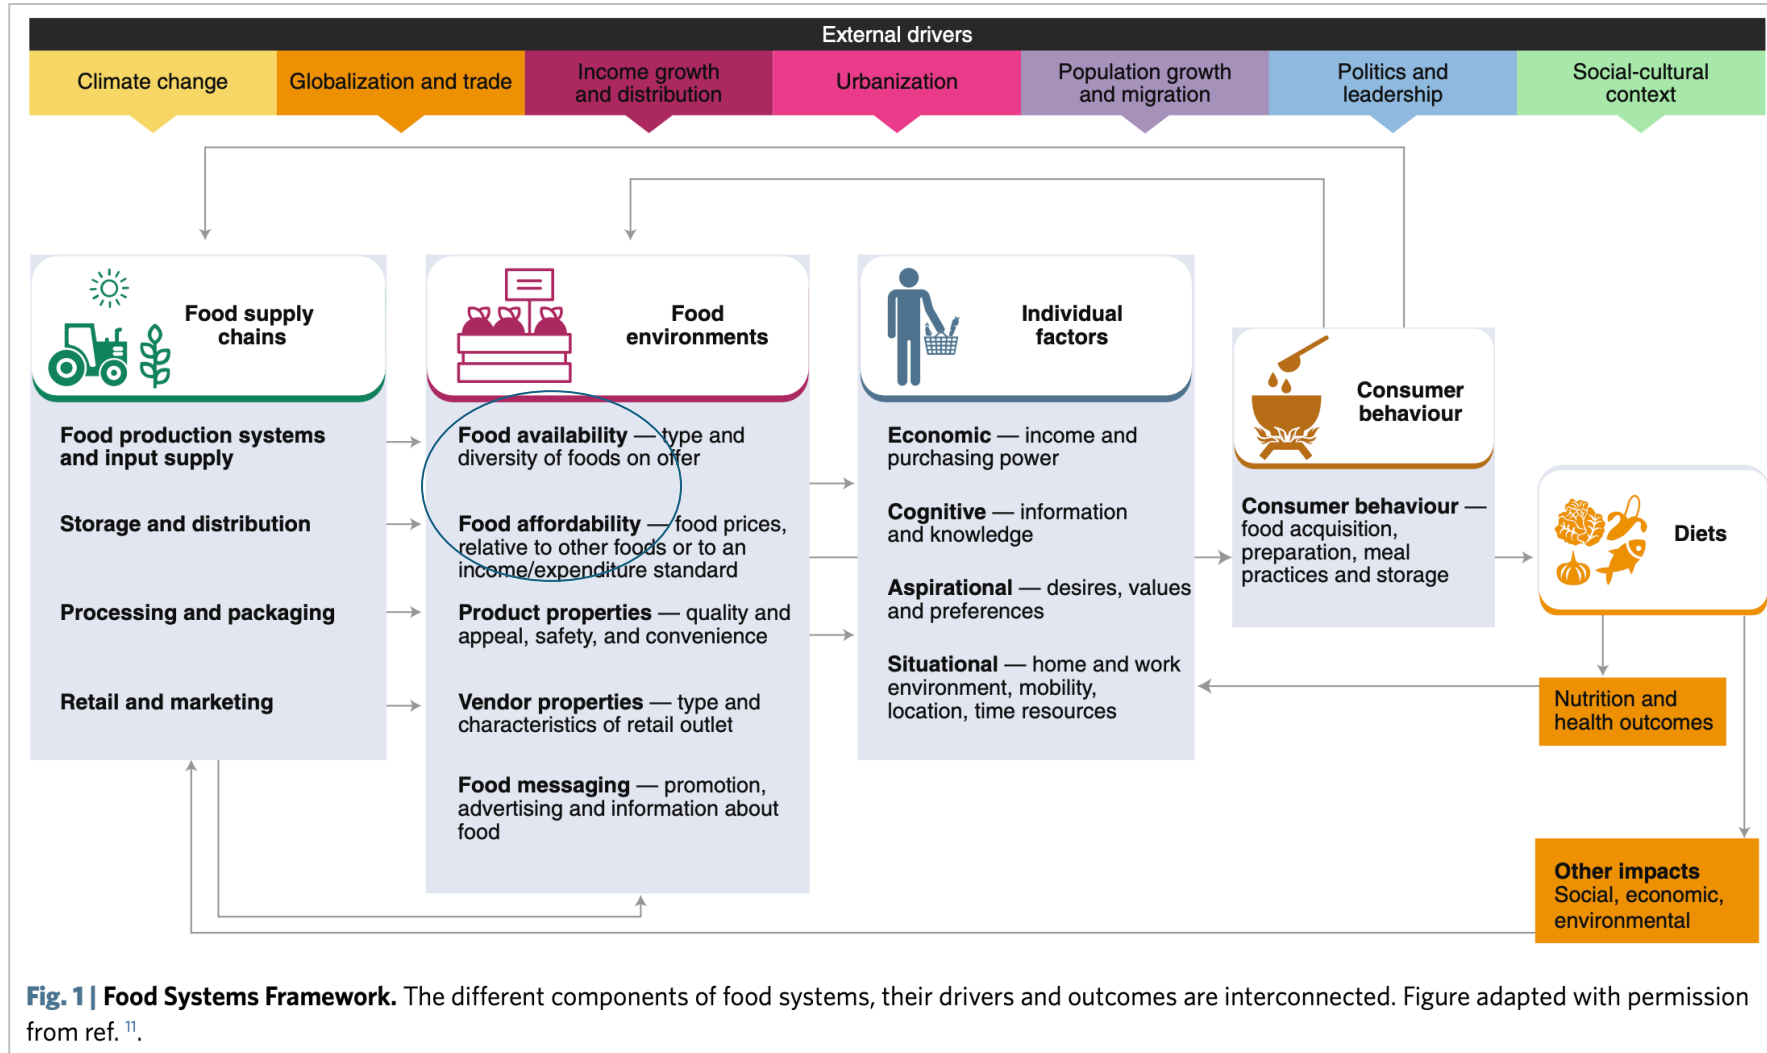 External drivers
Climate change
Globalization and trade
Income growth
and distribution
Urbanization
Population growth
and migration
Politics and
leadership
Social-cultural
context
Food supply
chains
Food production systems
and input supply
Storage and distribution
Processing and packaging
Retail and marketing
Food
environments
Food availability — type and
diversity of foods on offer
Food affordability — food prices,
relative to other foods or to an
income/expenditure standard
Product properties — quality and
appeal, safety, and convenience
Vendor properties — type and
characteristics of retail outlet
Food messaging — promotion,
advertising and information about
food
Individual
factors
Economic — income and
purchasing power
Cognitive — information
and knowledge
Aspirational — desires, values
and preferences
Situational — home and work
environment, mobility,
location, time resources
Consumer
behaviour
Consumer behaviour —
food acquisition,
preparation, meal
practices and storage
Diets
Nutrition and
health outcomes
Other impacts
Social, economic,
environmental
Fig. 1 | Food Systems Framework. The different components of food systems, their drivers and outcomes are interconnected. Figure adapted with permission
from ref. 11.